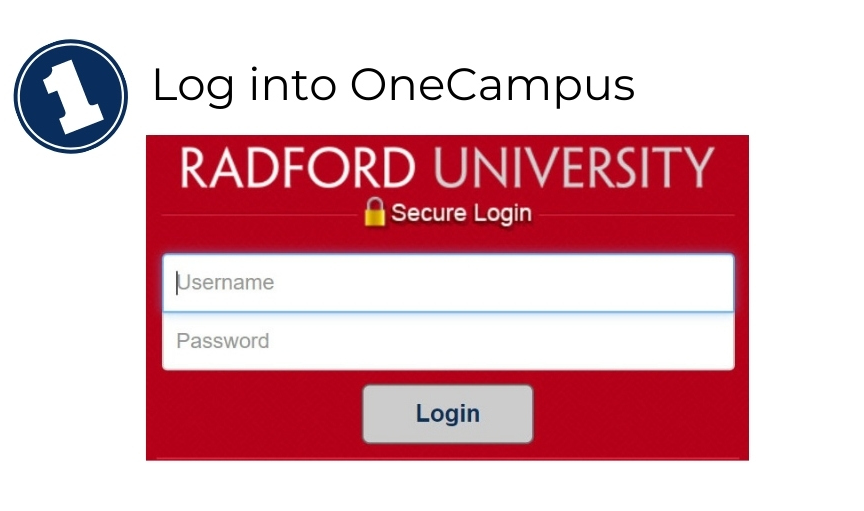 1
Log into OneCampus
RADFORD UNIVERSITY
Secure Login
Username
Password
Login